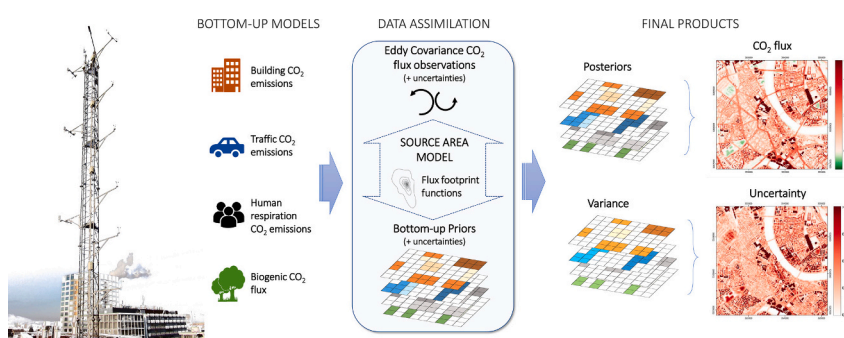 BOTTOM-UP MODELS
Building CO2
emissions
Traffic CO2
emissions
Human
respiration
CO2 emissions
Biogenic CO2
flux
DATA ASSIMILATION
Eddy Covariance CO2
flux observations
(+ uncertainties)
SOURCE AREA
MODEL
Flux footprint
functions
Bottom-up Priors
(+ uncertainties)
FINAL PRODUCTS
Posteriors
Variance
CO2 flux
Uncertainty